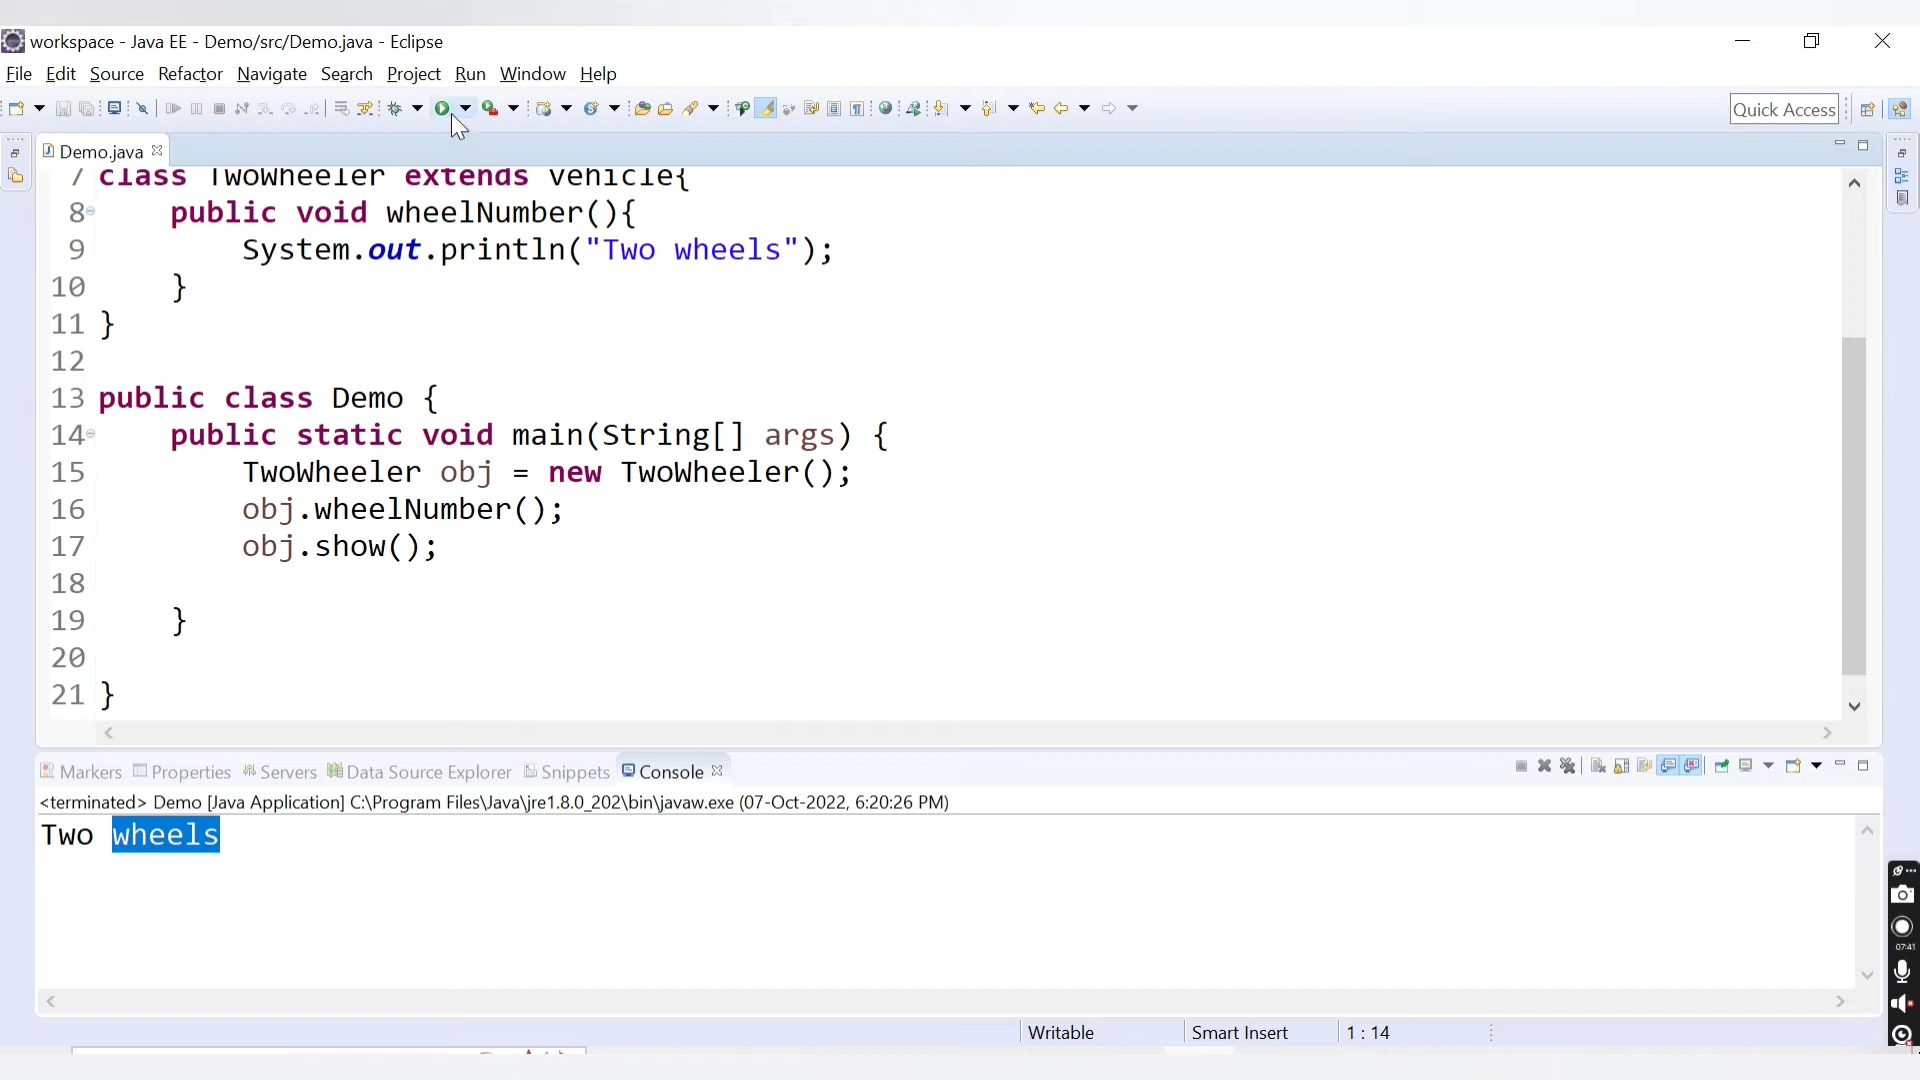 workspace - Java EE - Demo/src/Demo.java - Eclipse
File Edit Source Refactor Navigate Search Project Run Window Help
Quick Access
Demo.java
7 class TwoWheeler extends vehicle{
8 public void wheelNumber(){
9 System.out.println("Two wheels");
10 }
11 }
12
13 public class Demo {
14 public static void main(String[] args) {
15 TwoWheeler obj = new TwoWheeler();
16 obj.wheelNumber();
17 obj.show();
18
19 }
20
21 }
Markers Properties Servers Data Source Explorer Snippets Console
<terminated> Demo [Java Application] C:\Program Files\Java\jre1.8.0_202\bin\javaw.exe (07-Oct-2022, 6:20:26 PM)
Two wheels
07:41
Writable Smart Insert 1 : 14